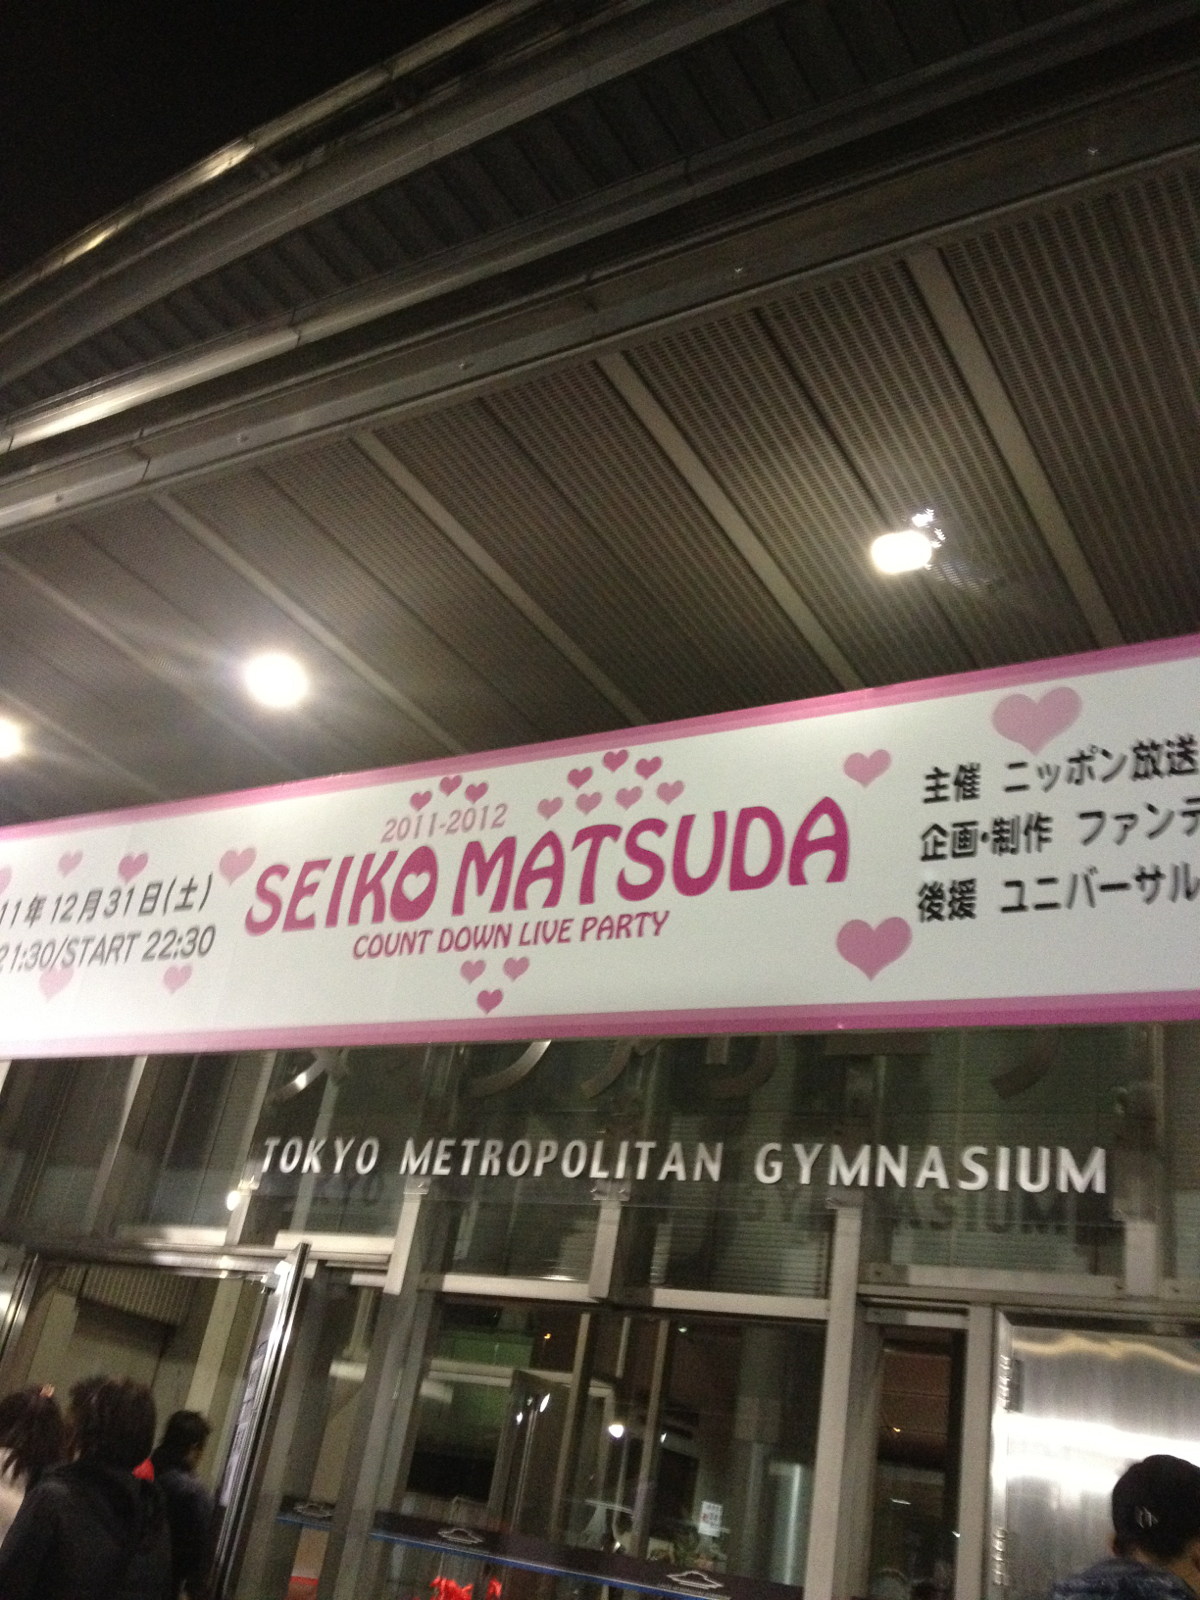 11年12月31日(土)
21:30/START 22:30
2011-2012
SEIKO MATSUDA
COUNT DOWN LIVE PARTY
主催 ニッポン放送
企画・制作 ファンテ
後援 ユニバーサル
TOKYO METROPOLITAN GYMNASIUM